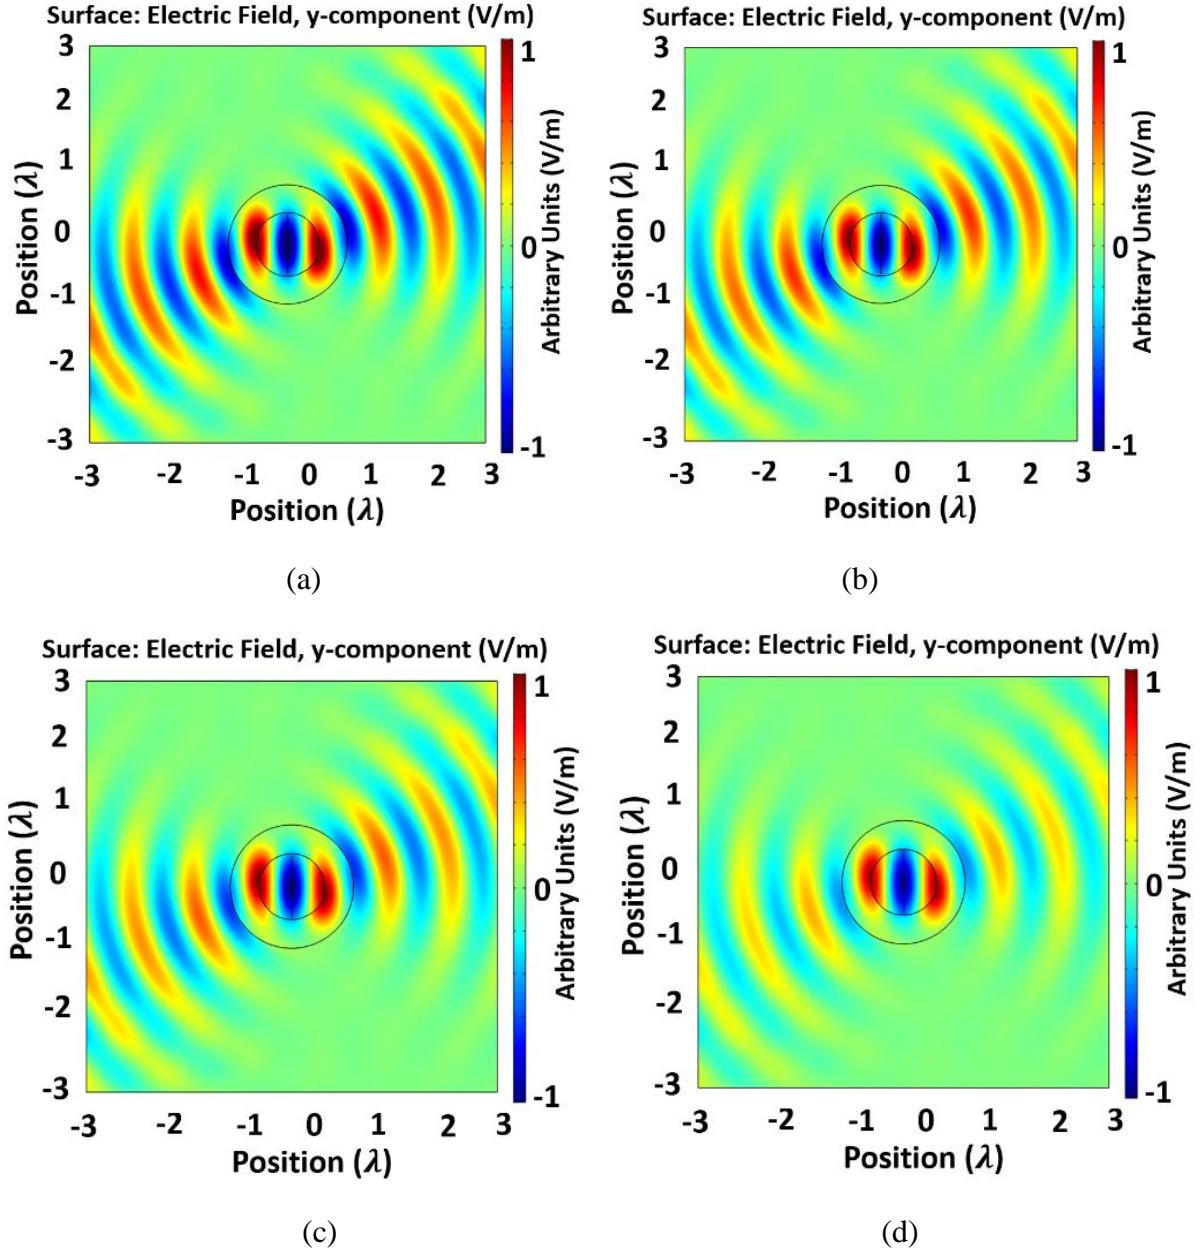 Surface: Electric Field, y-component (V/m)
3
2
1
0
-1
-2
-3
Position (λ)
-3 -2 -1 0 1 2 3
Position (λ)
1
0
-1
Arbitrary Units (V/m)
(a)
Surface: Electric Field, y-component (V/m)
3
2
1
0
-1
-2
-3
Position (λ)
-3 -2 -1 0 1 2 3
Position (λ)
1
0
-1
Arbitrary Units (V/m)
(b)
Surface: Electric Field, y-component (V/m)
3
2
1
0
-1
-2
-3
Position (λ)
-3 -2 -1 0 1 2 3
Position (λ)
1
0
-1
Arbitrary Units (V/m)
(c)
Surface: Electric Field, y-component (V/m)
3
2
1
0
-1
-2
-3
Position (λ)
-3 -2 -1 0 1 2 3
Position (λ)
1
0
-1
Arbitrary Units (V/m)
(d)